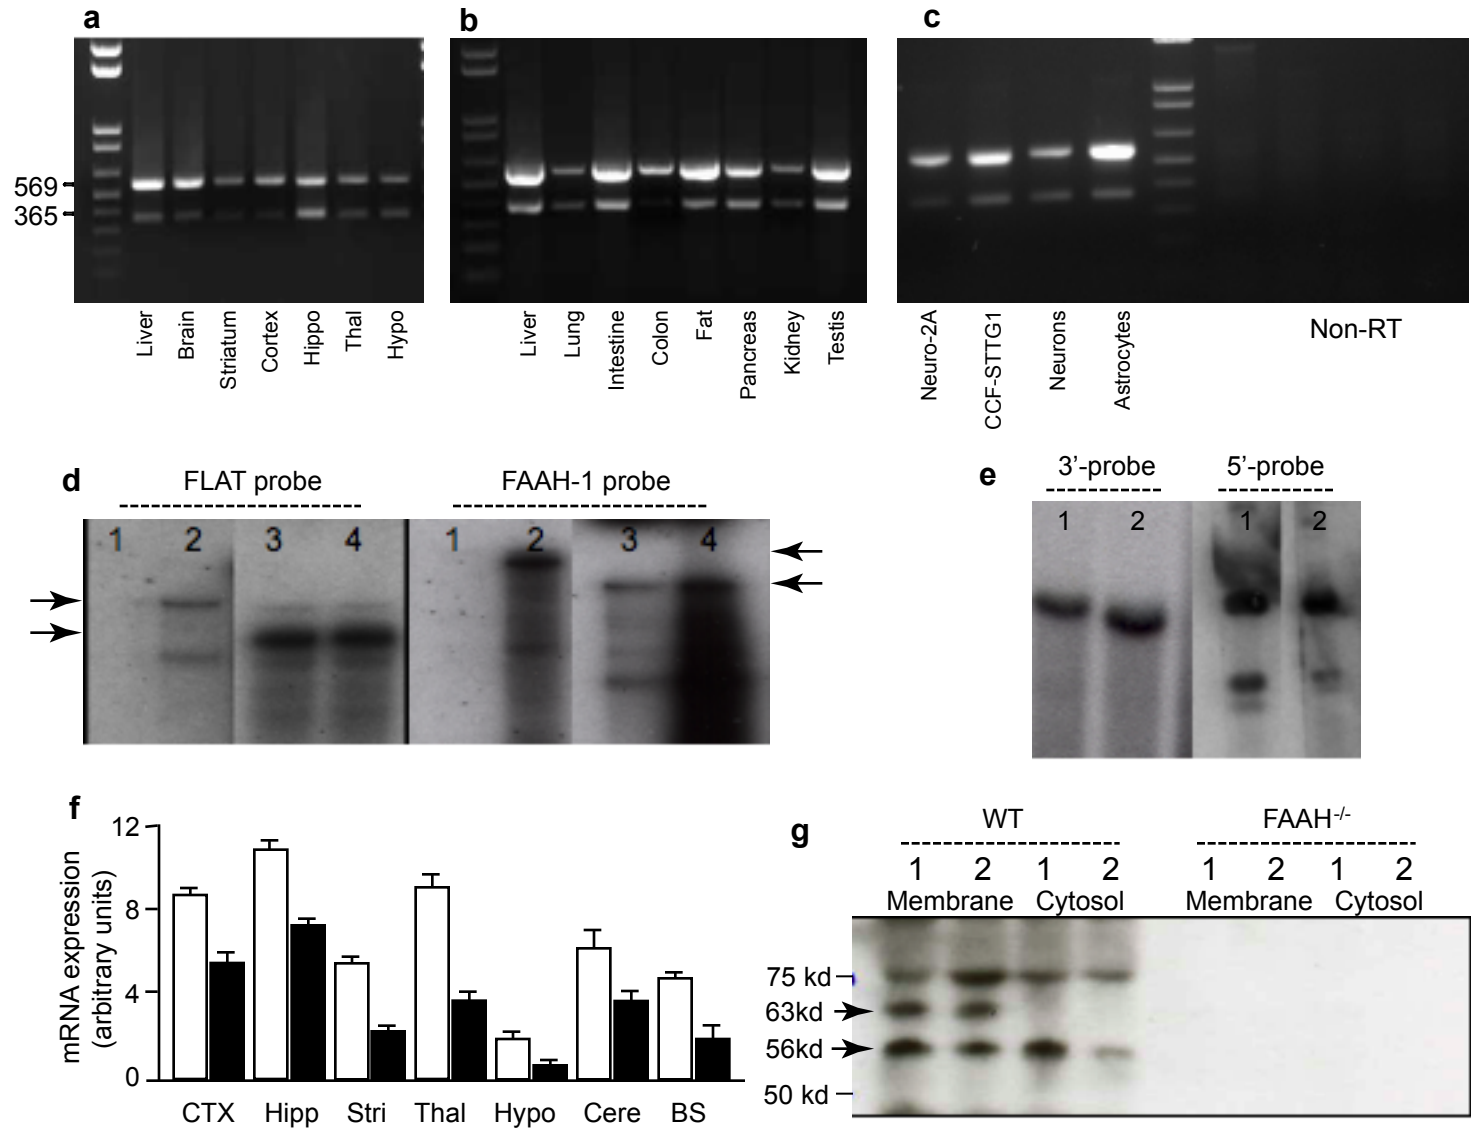 a
569
365
Liver
Brain
Striatum
Cortex
Hippo
Thal
Hypo
b
Liver
Lung
Intestine
Colon
Fat
Pancreas
Kidney
Testis
c
Neuro-2A
CCF-STTG1
Neurons
Astrocytes
Non-RT
d
FLAT probe
FAAH-1 probe
1 2 3 4 1 2 3 4
e
3'-probe 5'-probe
1 2 1 2
f
mRNA expression
(arbitrary units)
12
8
4
0
CTX Hipp Stri Thal Hypo Cere BS
g
WT FAAH-/-
1 2 1 2 1 2 1 2
Membrane Cytosol Membrane Cytosol
75 kd
63kd
56kd
50 kd